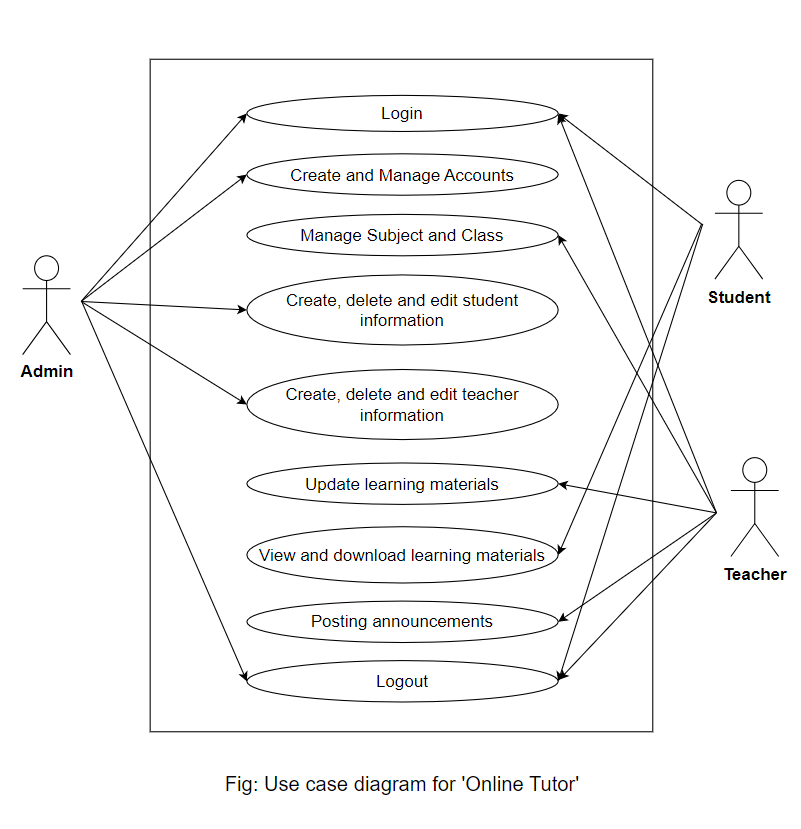 Login
Create and Manage Accounts
Manage Subject and Class
Create, delete and edit student
information
Create, delete and edit teacher
information
Update learning materials
View and download learning materials
Posting announcements
Logout
Admin
Student
Teacher
Fig: Use case diagram for 'Online Tutor'